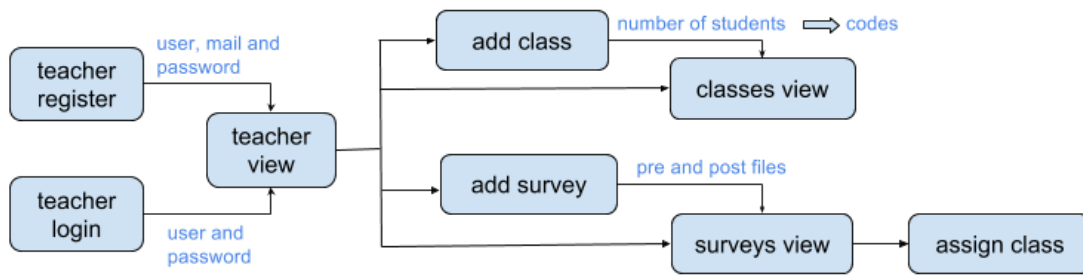 teacher
register
user, mail and
password
teacher
login
user and
password
teacher
view
add class
number of students
codes
classes view
add survey
pre and post files
surveys view
assign class